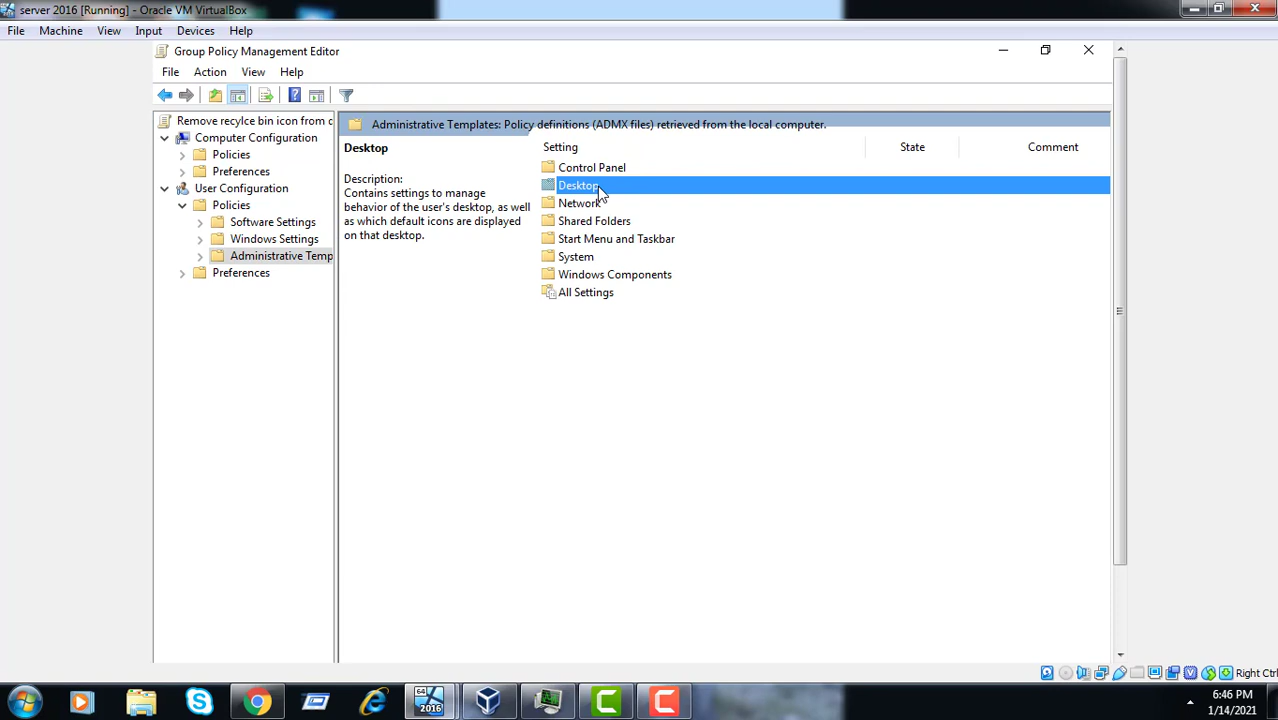 server 2016 [Running] - Oracle VM VirtualBox
File Machine View Input Devices Help
Group Policy Management Editor
File Action View Help
Remove recylce bin icon from
Computer Configuration
Policies
Preferences
User Configuration
Policies
Software Settings
Windows Settings
Administrative Temp
Preferences
Administrative Templates: Policy definitions (ADMX files) retrieved from the local computer.
Desktop
Description:
Contains settings to manage
behavior of the user's desktop, as well
as which default icons are displayed
on that desktop.
Setting State Comment
Control Panel
Desktop
Network
Shared Folders
Start Menu and Taskbar
System
Windows Components
All Settings
Right Ctrl
64
2016
6:46 PM
1/14/2021